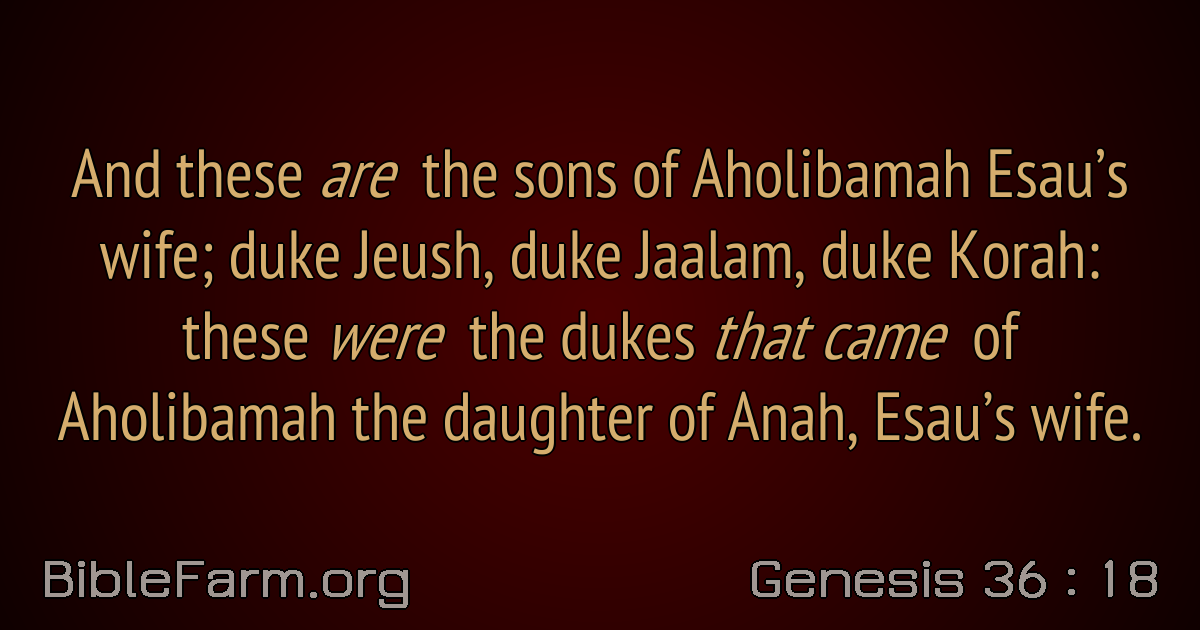 And these are the sons of Aholibamah Esau’s
wife; duke Jeush, duke Jaalam, duke Korah:
these were the dukes that came of
Aholibamah the daughter of Anah, Esau’s wife.
BibleFarm.org
Genesis 36 : 18